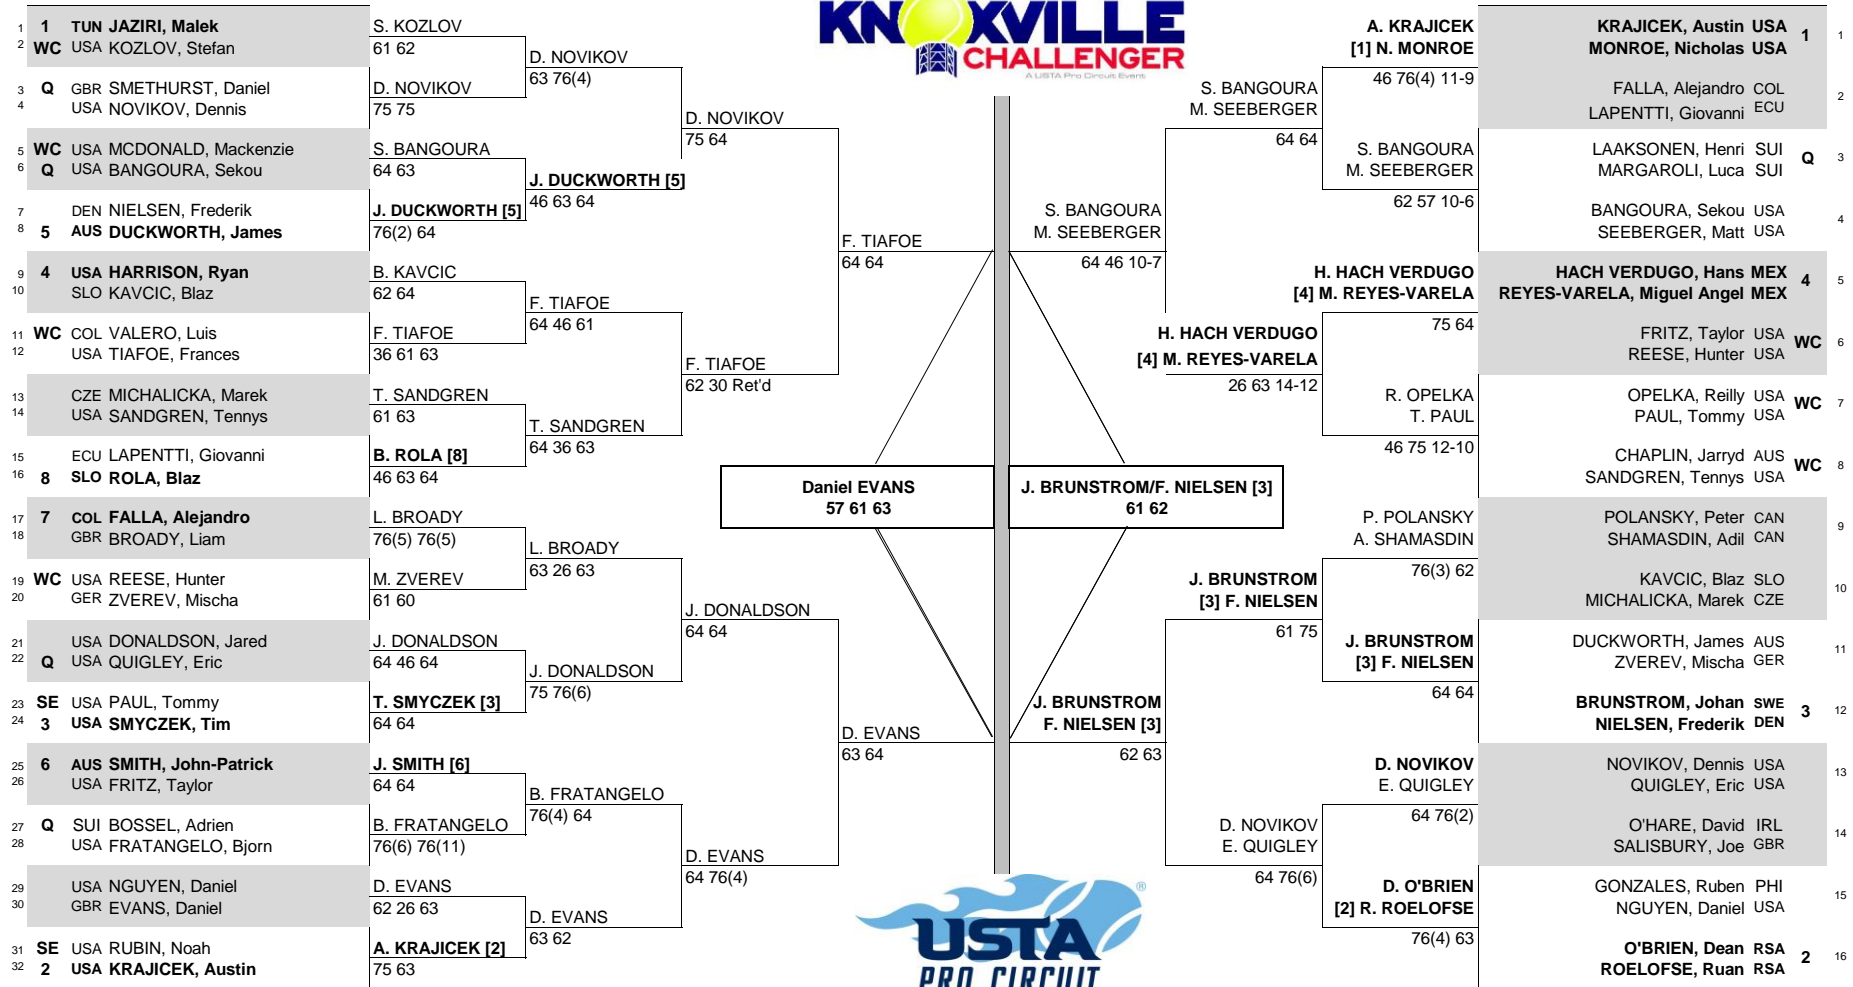 KNOXVILLE
CHALLENGER
A USTA Pro Circuit Event
1 1 TUN JAZIRI, Malek
2 WC USA KOZLOV, Stefan
3 Q GBR SMETHURST, Daniel
4 USA NOVIKOV, Dennis
5 WC USA MCDONALD, Mackenzie
6 Q USA BANGOURA, Sekou
7 DEN NIELSEN, Frederik
8 5 AUS DUCKWORTH, James
9 4 USA HARRISON, Ryan
10 SLO KAVCIC, Blaz
11 WC COL VALERO, Luis
12 USA TIAFOE, Frances
13 CZE MICHALICKA, Marek
14 USA SANDGREN, Tennys
15 ECU LAPENTTI, Giovanni
16 8 SLO ROLA, Blaz
17 7 COL FALLA, Alejandro
18 GBR BROADY, Liam
19 WC USA REESE, Hunter
20 GER ZVEREV, Mischa
21 USA DONALDSON, Jared
22 Q USA QUIGLEY, Eric
23 SE USA PAUL, Tommy
24 3 USA SMYCZEK, Tim
25 6 AUS SMITH, John-Patrick
26 USA FRITZ, Taylor
27 Q SUI BOSSEL, Adrien
28 USA FRATANGELO, Bjorn
29 USA NGUYEN, Daniel
30 GBR EVANS, Daniel
31 SE USA RUBIN, Noah
32 2 USA KRAJICEK, Austin
S. KOZLOV
61 62
D. NOVIKOV
75 75
S. BANGOURA
64 63
J. DUCKWORTH [5]
76(2) 64
B. KAVCIC
62 64
F. TIAFOE
36 61 63
T. SANDGREN
61 63
B. ROLA [8]
46 63 64
L. BROADY
76(5) 76(5)
M. ZVEREV
61 60
J. DONALDSON
64 46 64
T. SMYCZEK [3]
64 64
J. SMITH [6]
64 64
B. FRATANGELO
76(6) 76(11)
D. EVANS
62 26 63
A. KRAJICEK [2]
75 63
D. NOVIKOV
63 76(4)
J. DUCKWORTH [5]
46 63 64
F. TIAFOE
64 46 61
T. SANDGREN
64 36 63
L. BROADY
63 26 63
J. DONALDSON
75 76(6)
B. FRATANGELO
76(4) 64
D. EVANS
63 62
D. NOVIKOV
75 64
F. TIAFOE
62 30 Ret'd
J. DONALDSON
64 64
D. EVANS
64 76(4)
F. TIAFOE
64 64
D. EVANS
63 64
Daniel EVANS
57 61 63
J. BRUNSTROM/F. NIELSEN [3]
61 62
S. BANGOURA
M. SEEBERGER
64 46 10-7
J. BRUNSTROM
F. NIELSEN [3]
62 63
S. BANGOURA
M. SEEBERGER
64 64
H. HACH VERDUGO
[4] M. REYES-VARELA
26 63 14-12
J. BRUNSTROM
[3] F. NIELSEN
61 75
D. NOVIKOV
E. QUIGLEY
64 76(6)
A. KRAJICEK
[1] N. MONROE
46 76(4) 11-9
S. BANGOURA
M. SEEBERGER
62 57 10-6
H. HACH VERDUGO
[4] M. REYES-VARELA
75 64
R. OPELKA
T. PAUL
46 75 12-10
P. POLANSKY
A. SHAMASDIN
76(3) 62
J. BRUNSTROM
[3] F. NIELSEN
64 64
D. NOVIKOV
E. QUIGLEY
64 76(2)
D. O'BRIEN
[2] R. ROELOFSE
76(4) 63
KRAJICEK, Austin USA
MONROE, Nicholas USA 1 1
FALLA, Alejandro COL
LAPENTTI, Giovanni ECU 2
LAAKSONEN, Henri SUI
MARGAROLI, Luca SUI Q 3
BANGOURA, Sekou USA
SEEBERGER, Matt USA 4
HACH VERDUGO, Hans MEX
REYES-VARELA, Miguel Angel MEX 4 5
FRITZ, Taylor USA
REESE, Hunter USA WC 6
OPELKA, Reilly USA
PAUL, Tommy USA WC 7
CHAPLIN, Jarryd AUS
SANDGREN, Tennys USA WC 8
POLANSKY, Peter CAN
SHAMASDIN, Adil CAN 9
KAVCIC, Blaz SLO
MICHALICKA, Marek CZE 10
DUCKWORTH, James AUS
ZVEREV, Mischa GER 11
BRUNSTROM, Johan SWE
NIELSEN, Frederik DEN 3 12
NOVIKOV, Dennis USA
QUIGLEY, Eric USA 13
O'HARE, David IRL
SALISBURY, Joe GBR 14
GONZALES, Ruben PHI
NGUYEN, Daniel USA 15
O'BRIEN, Dean RSA
ROELOFSE, Ruan RSA 2 16
USTA ®
PRO CIRCUIT